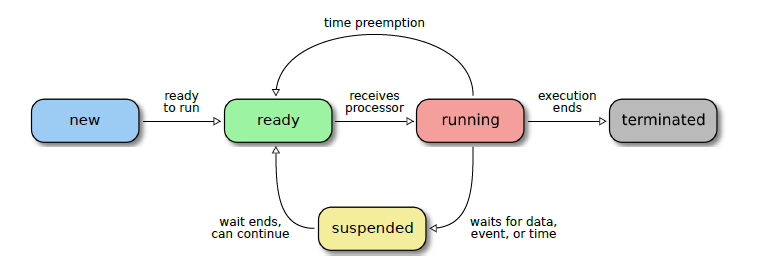 time preemption
ready
to run
receives
processor
execution
ends
new
ready
running
terminated
wait ends,
can continue
suspended
waits for data,
event, or time